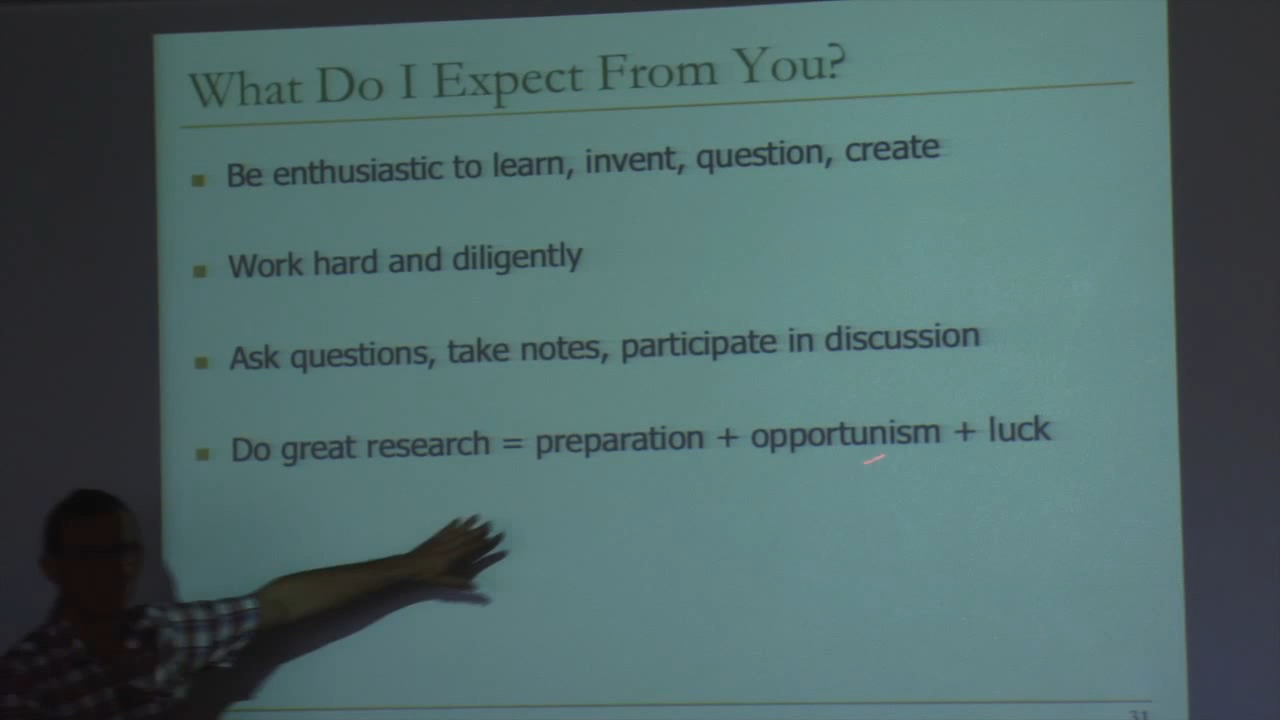 What Do I Expect From You?
Be enthusiastic to learn, invent, question, create
Work hard and diligently
Ask questions, take notes, participate in discussion
Do great research = preparation + opportunism + luck
31